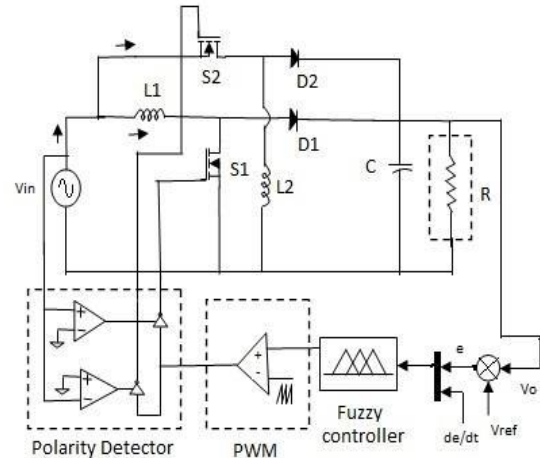 S2
D2
L1
D1
S1
L2
C
R
Vin
+
-
+
-
+
-
e
Vo
Vref
de/dt
Fuzzy
controller
Polarity Detector
PWM